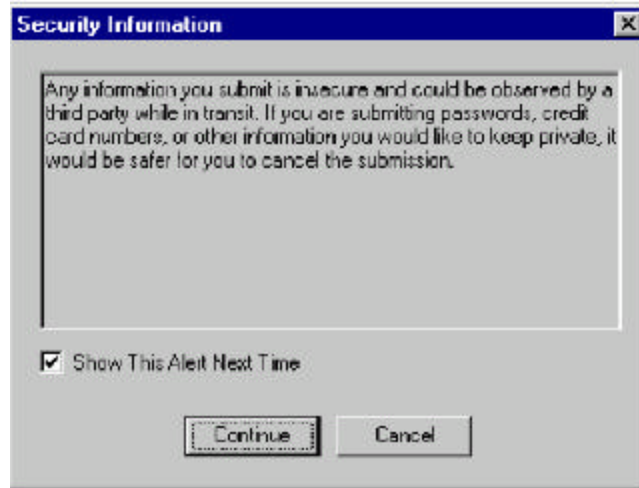 Security Information
Any information you submit is insecure and could be observed by a
third party while in transit. If you are submitting passwords, credit
card numbers, or other information you would like to keep private, it
would be safer for you to cancel the submission.
Show This Alert Next Time
Continue
Cancel